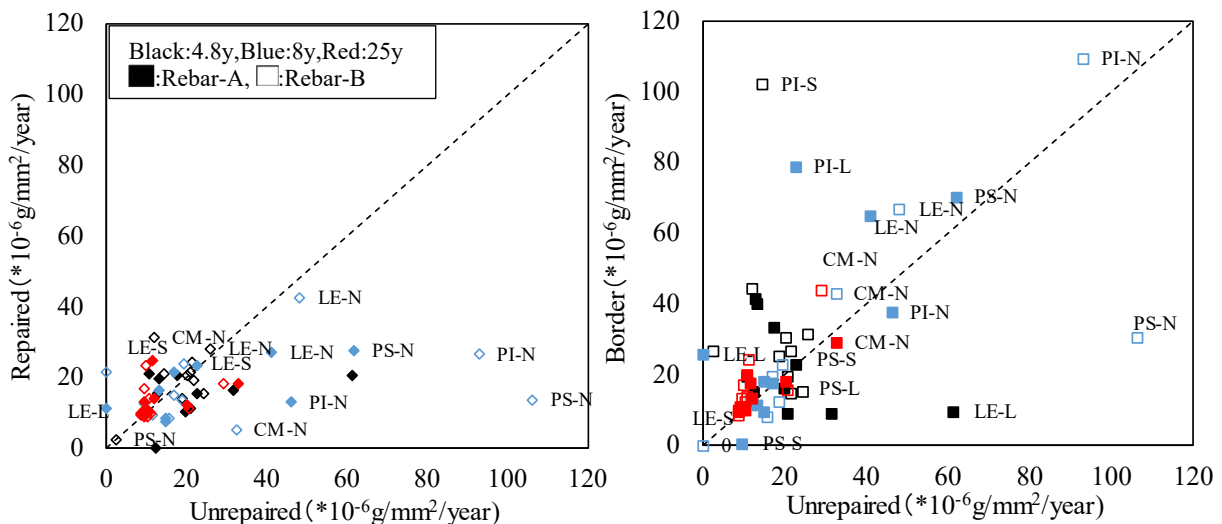 120
100
80
60
40
20
0
Repaired(*10⁻⁶g/mm²/year)
Black:4.8y,Blue:8y,Red:25y
■:Rebar-A, □:Rebar-B
LE-N
LE-S
CM-N
LE-N
LE-N
PS-N
PI-N
LE-S
LE-L
PI-N
PS-N
CM-N
PS-N
0
20
40
60
80
100
120
Unrepaired(*10⁻⁶g/mm²/year)
120
100
80
60
40
20
0
Border(*10⁻⁶g/mm²/year)
PI-N
PI-S
PI-L
PS-N
LE-N
LE-N
CM-N
CM-N
PI-N
PS-N
CM-N
LE-L
PS-S
PS-L
LE-L
LE-S
PS-S
0
0
20
40
60
80
100
120
Unrepaired(*10⁻⁶g/mm²/year)